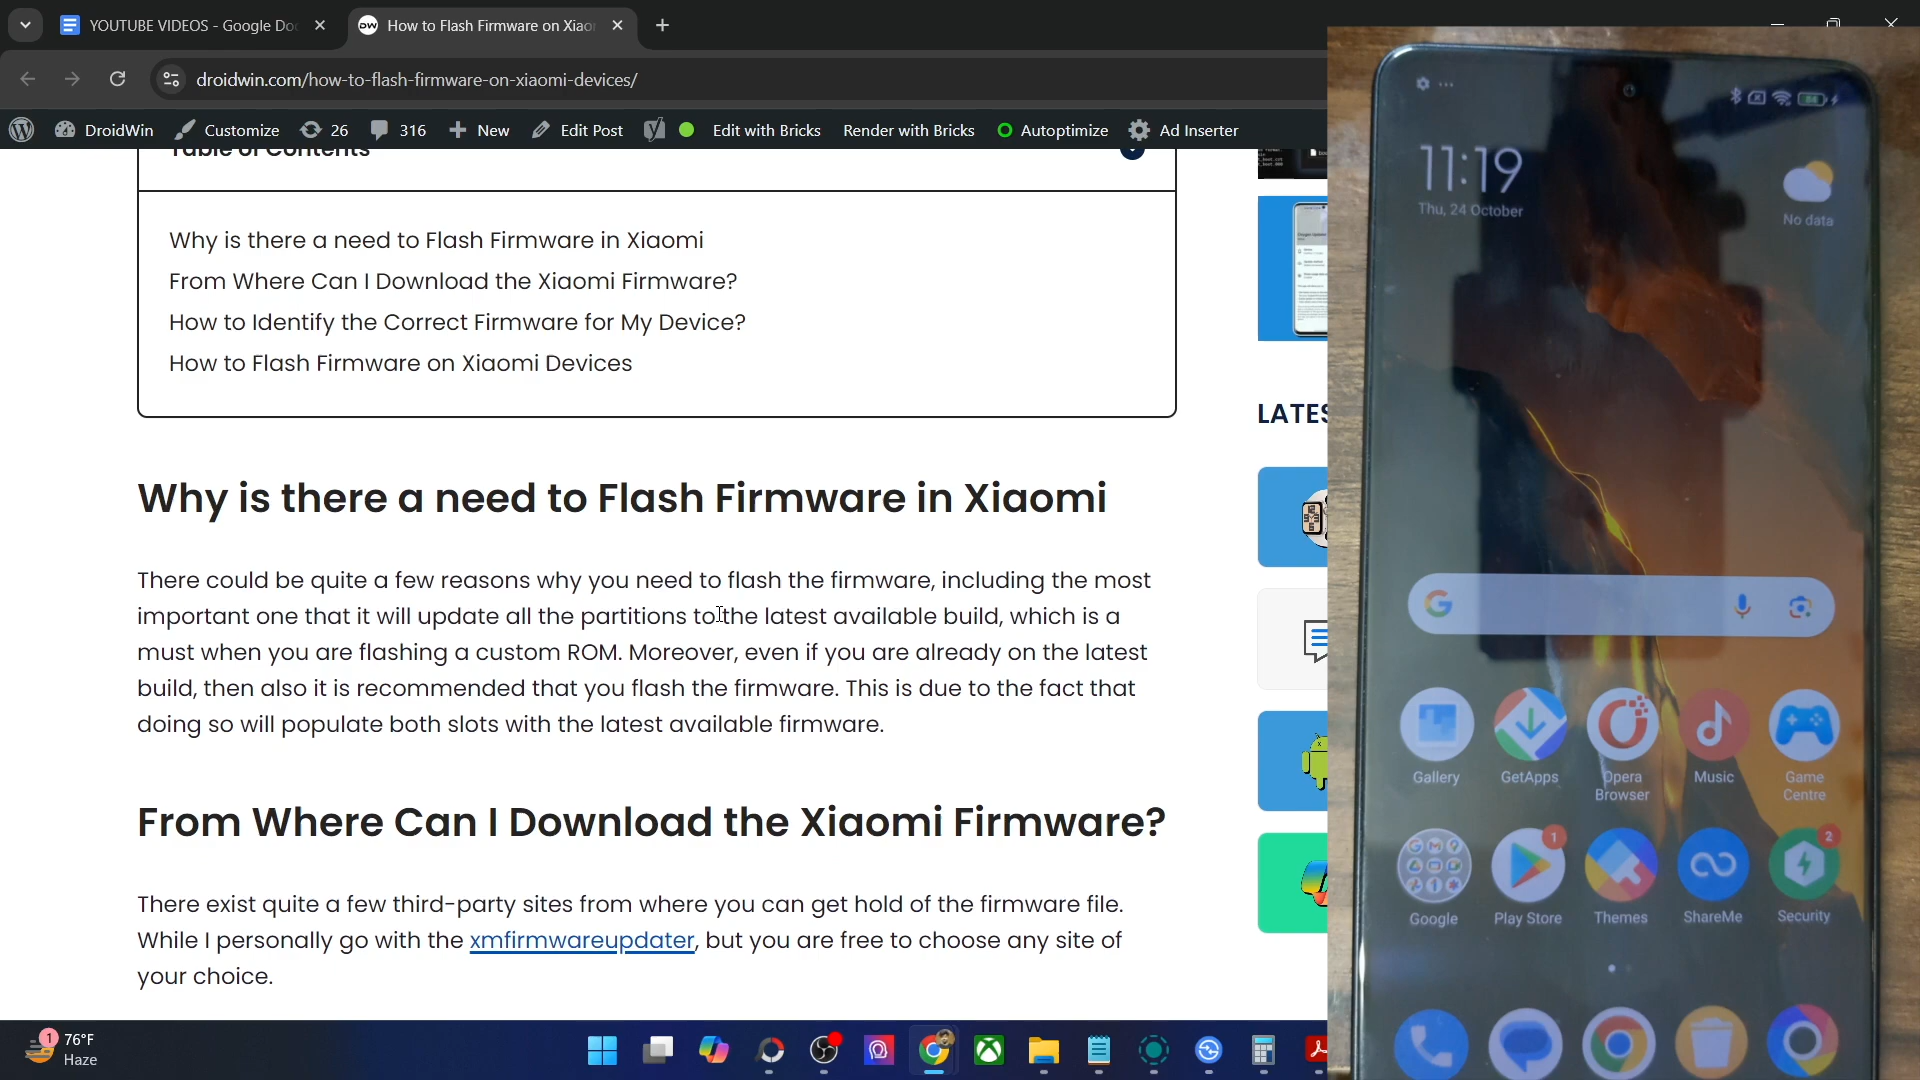 YOUTUBE VIDEOS - Google Do
DW
How to Flash Firmware on Xiao
droidwin.com/how-to-flash-firmware-on-xiaomi-devices/
DroidWin
Customize
26
316
New
Edit Post
Edit with Bricks
Render with Bricks
Autoptimize
Ad Inserter
Table of Contents
Why is there a need to Flash Firmware in Xiaomi
From Where Can I Download the Xiaomi Firmware?
How to Identify the Correct Firmware for My Device?
How to Flash Firmware on Xiaomi Devices
Why is there a need to Flash Firmware in Xiaomi
There could be quite a few reasons why you need to flash the firmware, including the most
important one that it will update all the partitions to the latest available build, which is a
must when you are flashing a custom ROM. Moreover, even if you are already on the latest
build, then also it is recommended that you flash the firmware. This is due to the fact that
doing so will populate both slots with the latest available firmware.
From Where Can I Download the Xiaomi Firmware?
There exist quite a few third-party sites from where you can get hold of the firmware file.
While I personally go with the xmfirmwareupdater, but you are free to choose any site of
your choice.
LATES
11:19
Thu, 24 October
No data
Gallery
GetApps
Opera
Browser
Music
Game
Centre
1
2
Google
Play Store
Themes
ShareMe
Security
1
76°F
Haze